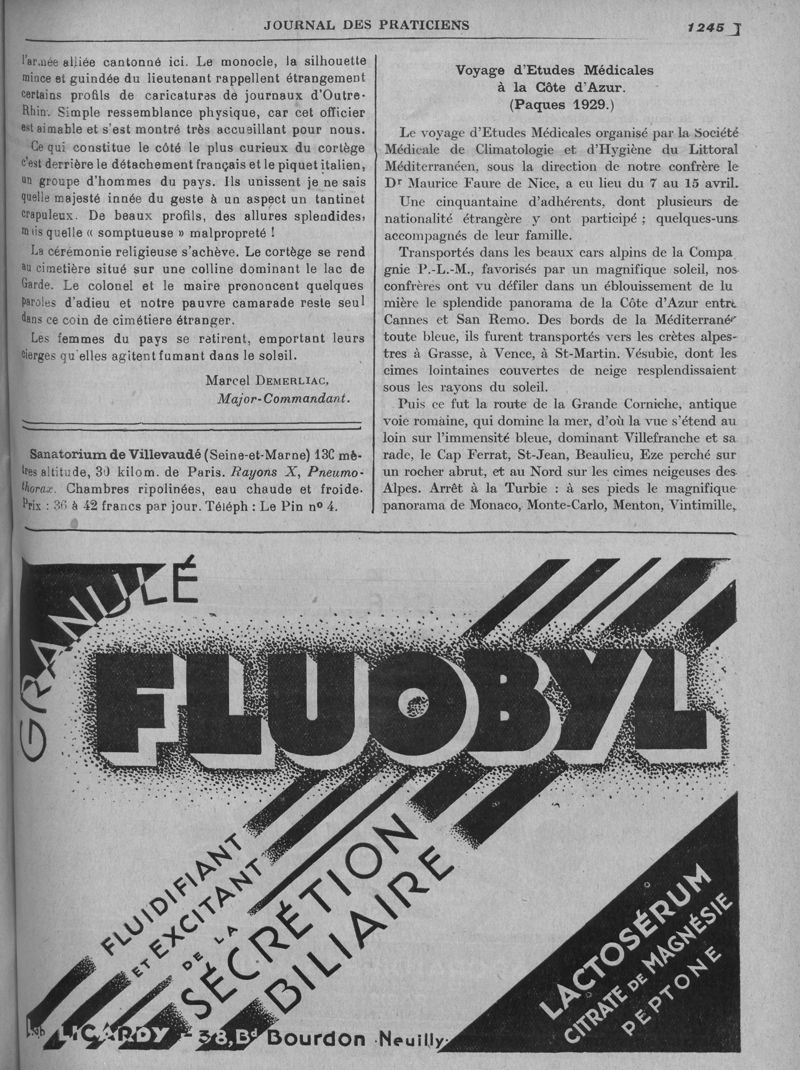 JOURNAL DES PRATICIENS
1245
l'armée alliée cantonné ici. Le monocle, la silhouette
mince et guindée du lieutenant rappellent étrangement
certains profils de caricatures de journaux d'Outre-
Rhin. Simple ressemblance physique, car cet officier
est aimable et s'est montré très accueillant pour nous.
Ce qui constitue le côté le plus curieux du cortège
c'est derrière le détachement français et le piquet italien,
un groupe d'hommes du pays. Ils unissent je ne sais
quelle majesté innée du geste à un aspect un tantinet
crapuleux. De beaux profils, des allures splendides,
mais quelle « somptueuse » malpropreté !
La cérémonie religieuse s'achève. Le cortège se rend
au cimetière situé sur une colline dominant le lac de
Garde. Le colonel et le maire prononcent quelques
paroles d'adieu et notre pauvre camarade reste seul
dans ce coin de cimétiere étranger.
Les femmes du pays se retirent, emportant leurs
cierges qu'elles agitent fumant dans le soleil.
Marcel DEMERLIAC,
Major-Commandant.
Sanatorium de Villevaudé (Seine-et-Marne) 130 mè-
tres altitude, 30 kilom. de Paris. Rayons X, Pneumo-
thorax. Chambres ripolinées, eau chaude et froide.
Prix : 36 à 42 francs par jour. Téléph : Le Pin nº 4.
Voyage d'Etudes Médicales
à la Côte d'Azur.
(Paques 1929.)
Le voyage d'Etudes Médicales organisé par la Société
Médicale de Climatologie et d'Hygiène du Littoral
Méditerranéen, sous la direction de notre confrère le
Dr Maurice Faure de Nice, a eu lieu du 7 au 15 avril.
Une cinquantaine d'adhérents, dont plusieurs de
nationalité étrangère y ont participé ; quelques-uns
accompagnés de leur famille.
Transportés dans les beaux cars alpins de la Compa
gnie P.-L.-M., favorisés par un magnifique soleil, nos
confrères ont vu défiler dans un éblouissement de lu
mière le splendide panorama de la Côte d'Azur entre
Cannes et San Remo. Des bords de la Méditerranée
toute bleue, ils furent transportés vers les crètes alpes-
tres à Grasse, à Vence, à St-Martin. Vésubie, dont les
cimes lointaines couvertes de neige resplendissaient
sous les rayons du soleil.
Puis ce fut la route de la Grande Corniche, antique
voie romaine, qui domine la mer, d'où la vue s'étend au
loin sur l'immensité bleue, dominant Villefranche et sa
rade, le Cap Ferrat, St-Jean, Beaulieu, Eze perché sur
un rocher abrut, et au Nord sur les cimes neigeuses des
Alpes. Arrêt à la Turbie : à ses pieds le magnifique
panorama de Monaco, Monte-Carlo, Menton, Vintimille,
GRANULÉ
FLUOBYL
FLUIDIFIANT
ET EXCITANT
DE LA
SÉCRÉTION
BILIAIRE
LACTOSÉRUM
CITRATE DE MAGNÉSIE
PEPTONE
Lab LICARDY - 38, Bd Bourdon Neuilly